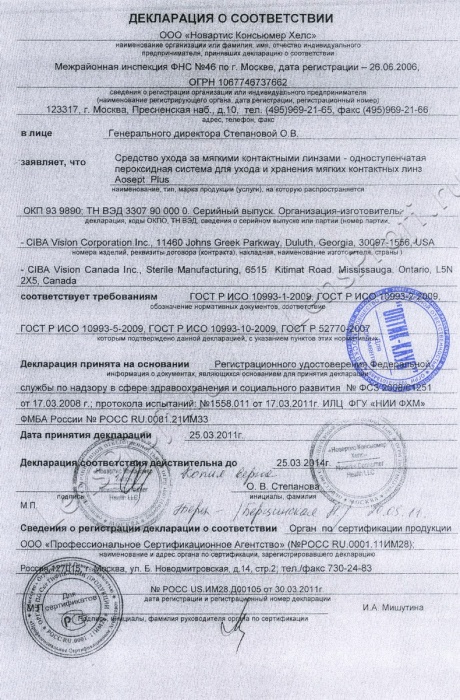 ДЕКЛАРАЦИЯ О СООТВЕТСТВИИ
ООО «Новартис Консьюмер Хелс»
наименование организации или фамилия, имя, отчество индивидуального
предпринимателя, принявших декларацию о соответствии
Межрайонная инспекция ФНС №46 по г. Москве, дата регистрации – 26.06.2006,
ОГРН 1067746737662
сведения о регистрации организации или индивидуального предпринимателя
(наименование регистрирующего органа, дата регистрации, регистрационный номер)
123317, г. Москва, Пресненская наб., д.10, тел. (495)969-21-65, факс (495)969-21-66
адрес, телефон, факс
в лице Генерального директора Степановой О.В.
заявляет, что Средство ухода за мягкими контактными линзами - одноступенчатая
пероксидная система для ухода и хранения мягких контактных линз
Aosept Plus
наименование, тип, марка продукции (услуги), на которую распространяется
ОКП 93 9890; ТН ВЭД 3307 90 000 0. Серийный выпуск. Организация-изготовитель:
декларация, коды ОКПО, ТН ВЭД, сведения о серийном выпуске или партии (номер партии,
- CIBA Vision Corporation Inc., 11460 Johns Greek Parkway, Duluth, Georgia, 30097-1556, USA
номера изделий, реквизиты договора (контракта), накладная, наименование изготовителя, страны)
- CIBA Vision Canada Inc., Sterile Manufacturing, 6515 Kitimat Road, Mississauga, Ontario, L5N
2X5, Canada
соответствует требованиям ГОСТ Р ИСО 10993-1-2009, ГОСТ Р ИСО 10993-2-2009,
обозначение нормативных документов, соответствие
ГОСТ Р ИСО 10993-5-2009, ГОСТ Р ИСО 10993-10-2009, ГОСТ Р 52770-2007
которым подтверждено данной декларацией, с указанием пунктов этих
Декларация принята на основании Регистрационного удостоверения Федеральной
информация о документах, являющихся основанием для принятия декларации
службы по надзору в сфере здравоохранения и социального развития № ФСЗ 2008/01251
от 17.03.2008 г.; протокола испытаний: №1558.011 от 17.03.2011г. ИЛЦ ФГУ «НИИ ФХМ»
ФМБА России № РОСС RU.0001.21ИМ33
Дата принятия декларации 25.03.2011г.
Декларация соответствия действительна до 25.03.2014г.
Копия верна
О. В. Степанова
подпись инициалы, фамилия
М.П.
Сведения о регистрации декларации о соответствии Орган по сертификации продукции
ООО «Профессиональное Сертификационное Агентство» (№РОСС RU.0001.11ИМ28);
наименование и адрес органа по сертификации, зарегистрировавшего декларацию
Россия,127015, г. Москва, ул. Б. Новодмитровская, д.14, стр.2; тел./факс 730-24-83
№ РОСС US.ИМ28.Д00105 от 30.03.2011г.
дата регистрации и регистрационный номер декларации
М.П. И.А. Мишутина
Подпись, инициалы, фамилия руководителя органа по сертификации
Для
сертификатов